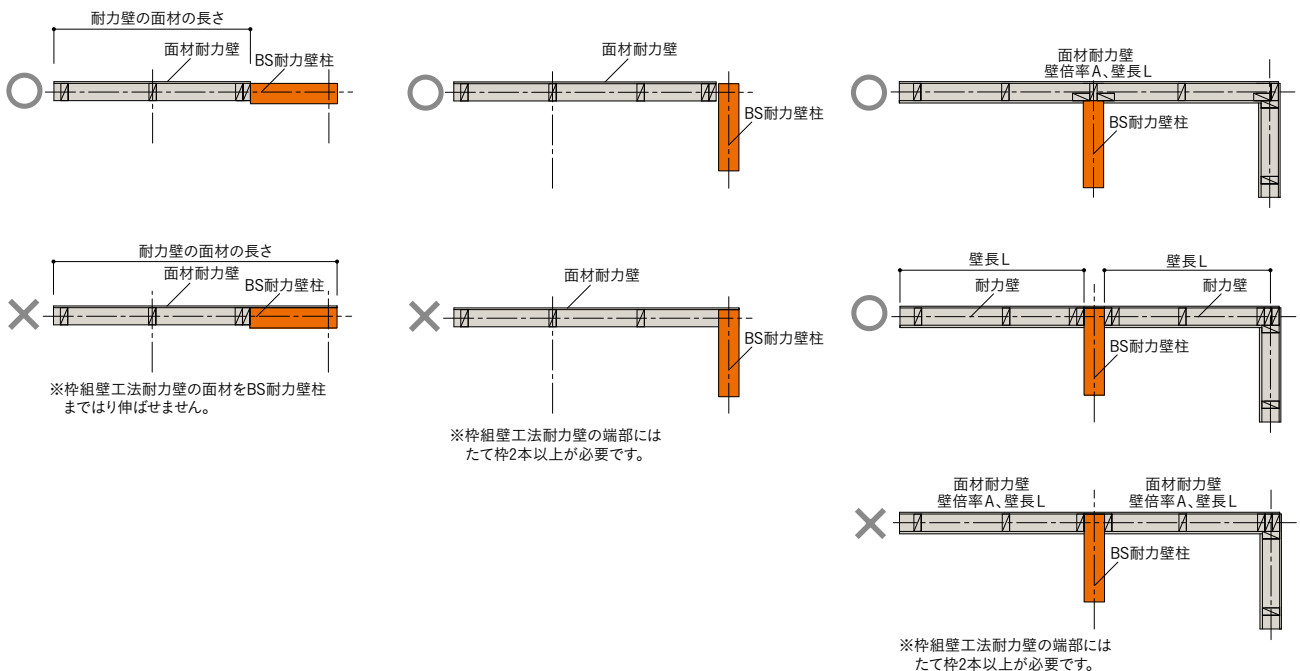 耐力壁の面材の長さ
面材耐力壁
BS耐力壁柱
面材耐力壁
BS耐力壁柱
面材耐力壁
壁倍率A、壁長L
BS耐力壁柱
耐力壁の面材の長さ
面材耐力壁
BS耐力壁柱
※枠組壁工法耐力壁の面材をBS耐力壁柱
まではり伸ばせません。
面材耐力壁
BS耐力壁柱
※枠組壁工法耐力壁の端部には
たて枠2本以上が必要です。
壁長L
壁長L
耐力壁
耐力壁
BS耐力壁柱
面材耐力壁
壁倍率A、壁長L
面材耐力壁
壁倍率A、壁長L
BS耐力壁柱
※枠組壁工法耐力壁の端部には
たて枠2本以上が必要です。